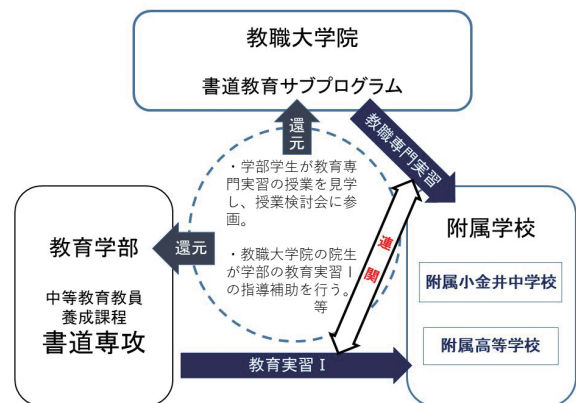 教職大学院
書道教育サブプログラム
還元
教職専門実習
・学部学生が教育専
門実習の授業を見学
し、授業検討会に参
画。
・教職大学院の院生
が学部の教育実習Ⅰ
の指導補助を行う。
等
連関
還元
教育学部
中等教育教員
養成課程
書道専攻
附属学校
附属小金井中学校
附属高等学校
教育実習Ⅰ